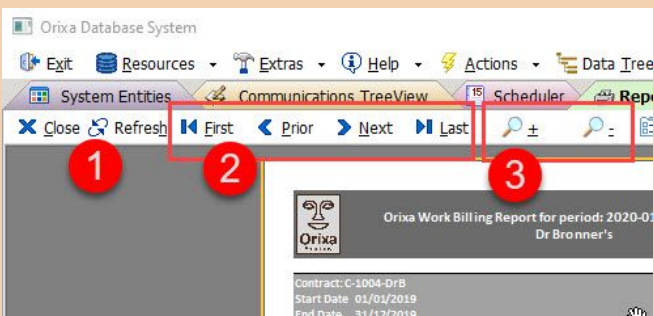 Orixa Database System
Exit Resources Extras Help Actions Data Tree
System Entities Communications TreeView 15 Scheduler Repo
Close Refresh First Prior Next Last + -
1 2 3
Orixa Work Billing Report for period: 2020-01
Dr Bronner's
Orixa
Contract: C-1004-DrB
Start Date 01/01/2019
End Date 31/12/2019